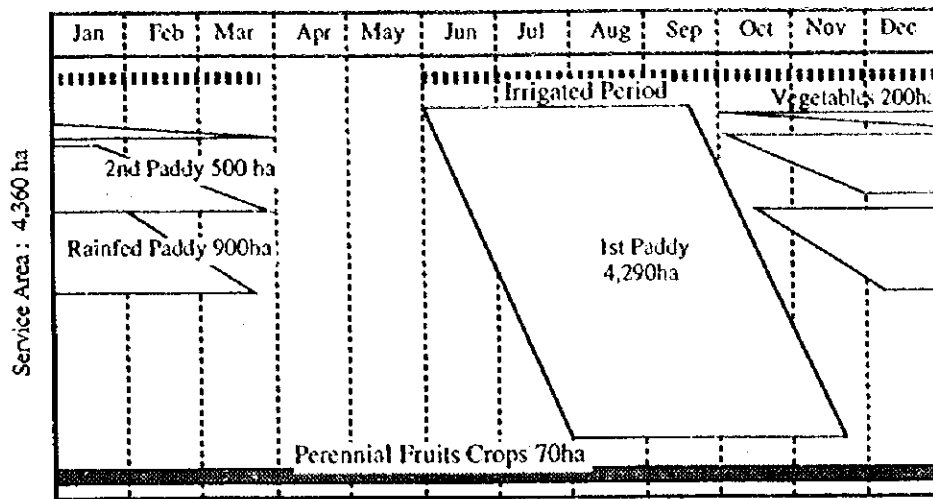 Jan Feb Mar Apr May Jun Jul Aug Sep Oct Nov Dec
Irrigated Period
Vegetables 200ha
2nd Paddy 500 ha
Rainfed Paddy 900ha
1st Paddy
4,290ha
Service Area : 4,360 ha
Perennial Fruits Crops 70ha